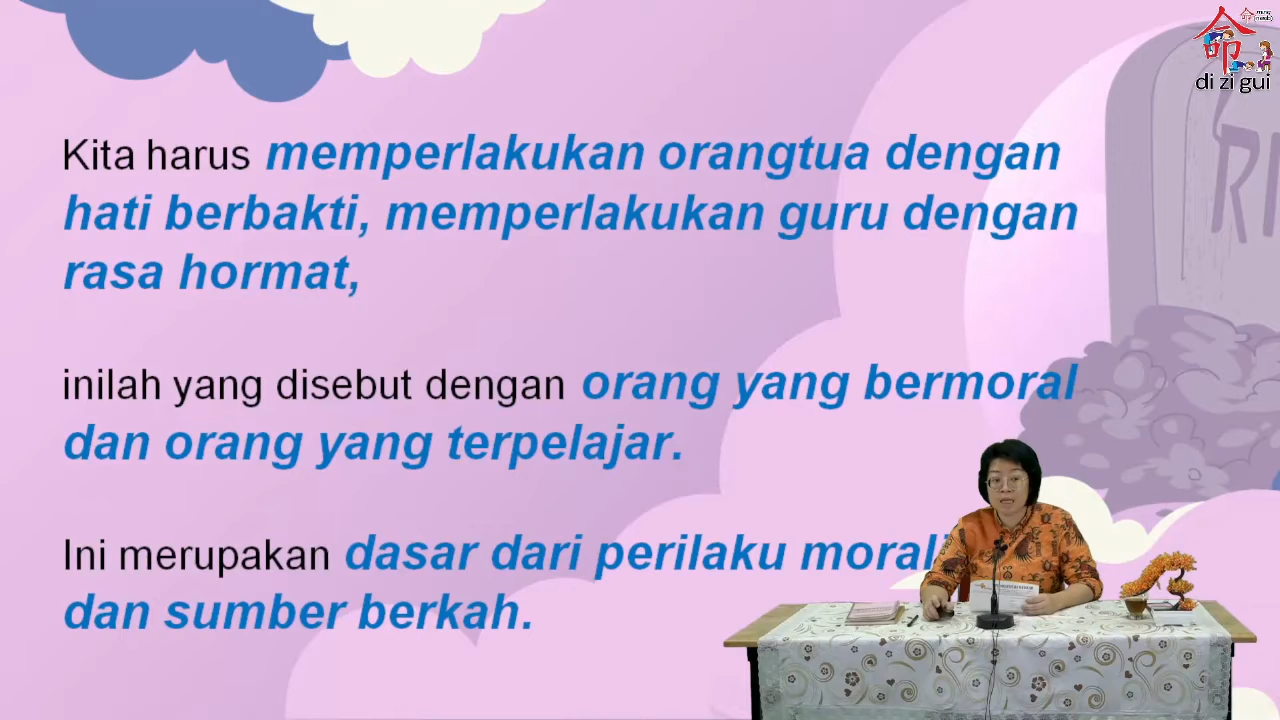 命
di zi gui
Kita harus memperlakukan orangtua dengan
hati berbakti, memperlakukan guru dengan
rasa hormat,
inilah yang disebut dengan orang yang bermoral
dan orang yang terpelajar.
Ini merupakan dasar dari perilaku
dan sumber berkah.